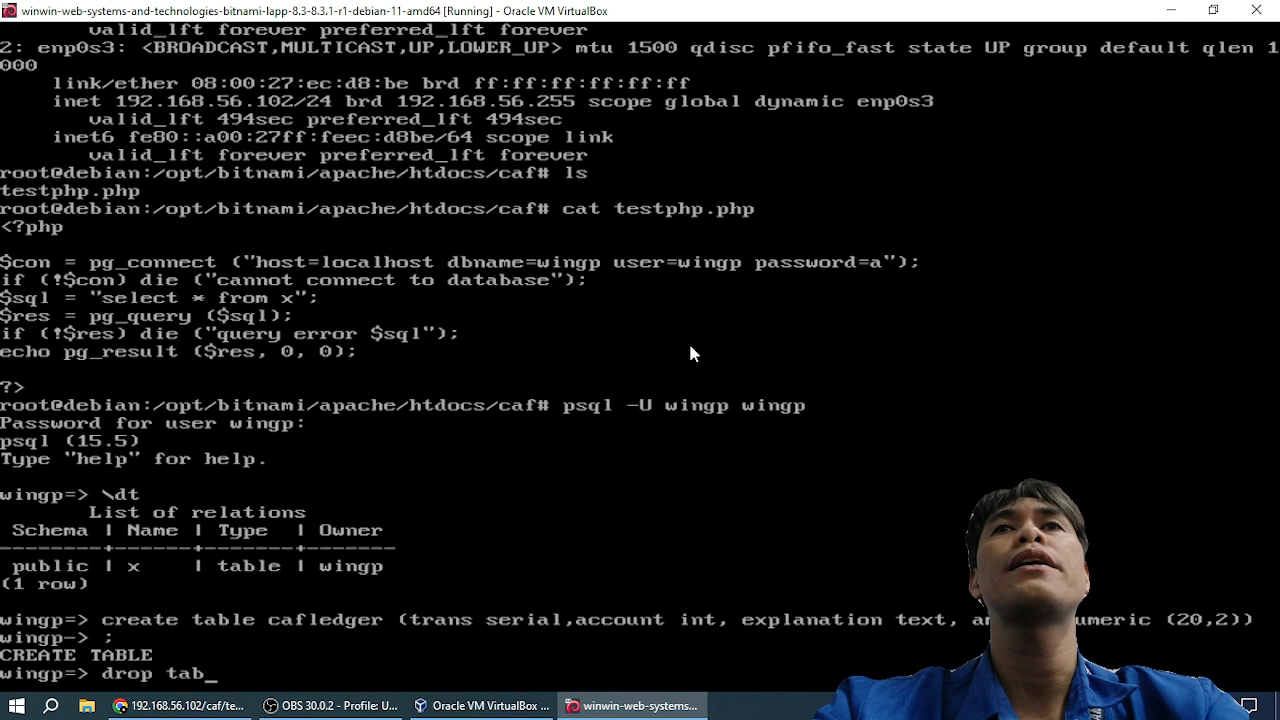 winwin-web-systems-and-technologies-bitnami-lapp-8.3-8.3.1-r1-debian-11-amd64 [Running] - Oracle VM VirtualBox
valid_lft forever preferred_lft forever
2: enp0s3: <BROADCAST,MULTICAST,UP,LOWER_UP> mtu 1500 qdisc pfifo_fast state UP group default qlen 1
000
link/ether 08:00:27:ec:d8:be brd ff:ff:ff:ff:ff:ff
inet 192.168.56.102/24 brd 192.168.56.255 scope global dynamic enp0s3
valid_lft 494sec preferred_lft 494sec
inet6 fe80::a00:27ff:feec:d8be/64 scope link
valid_lft forever preferred_lft forever
root@debian:/opt/bitnami/apache/htdocs/caf# ls
testphp.php
root@debian:/opt/bitnami/apache/htdocs/caf# cat testphp.php
<?php
$con = pg_connect ("host=localhost dbname=wingp user=wingp password=a");
if (!$con) die ("cannot connect to database");
$sql = "select * from x";
$res = pg_query ($sql);
if (!$res) die ("query error $sql");
echo pg_result ($res, 0, 0);
?>
root@debian:/opt/bitnami/apache/htdocs/caf# psql -U wingp wingp
Password for user wingp:
psql (15.5)
Type "help" for help.
wingp=> \dt
List of relations
Schema | Name | Type | Owner
--------+------+-------+-------
public | x | table | wingp
(1 row)
wingp=> create table cafledger (trans serial,account int, explanation text, umeric (20,2))
wingp-> ;
CREATE TABLE
wingp=> drop tab_
192.168.56.102/caf/te... OBS 30.0.2 - Profile: U... Oracle VM VirtualBox ... winwin-web-systems...